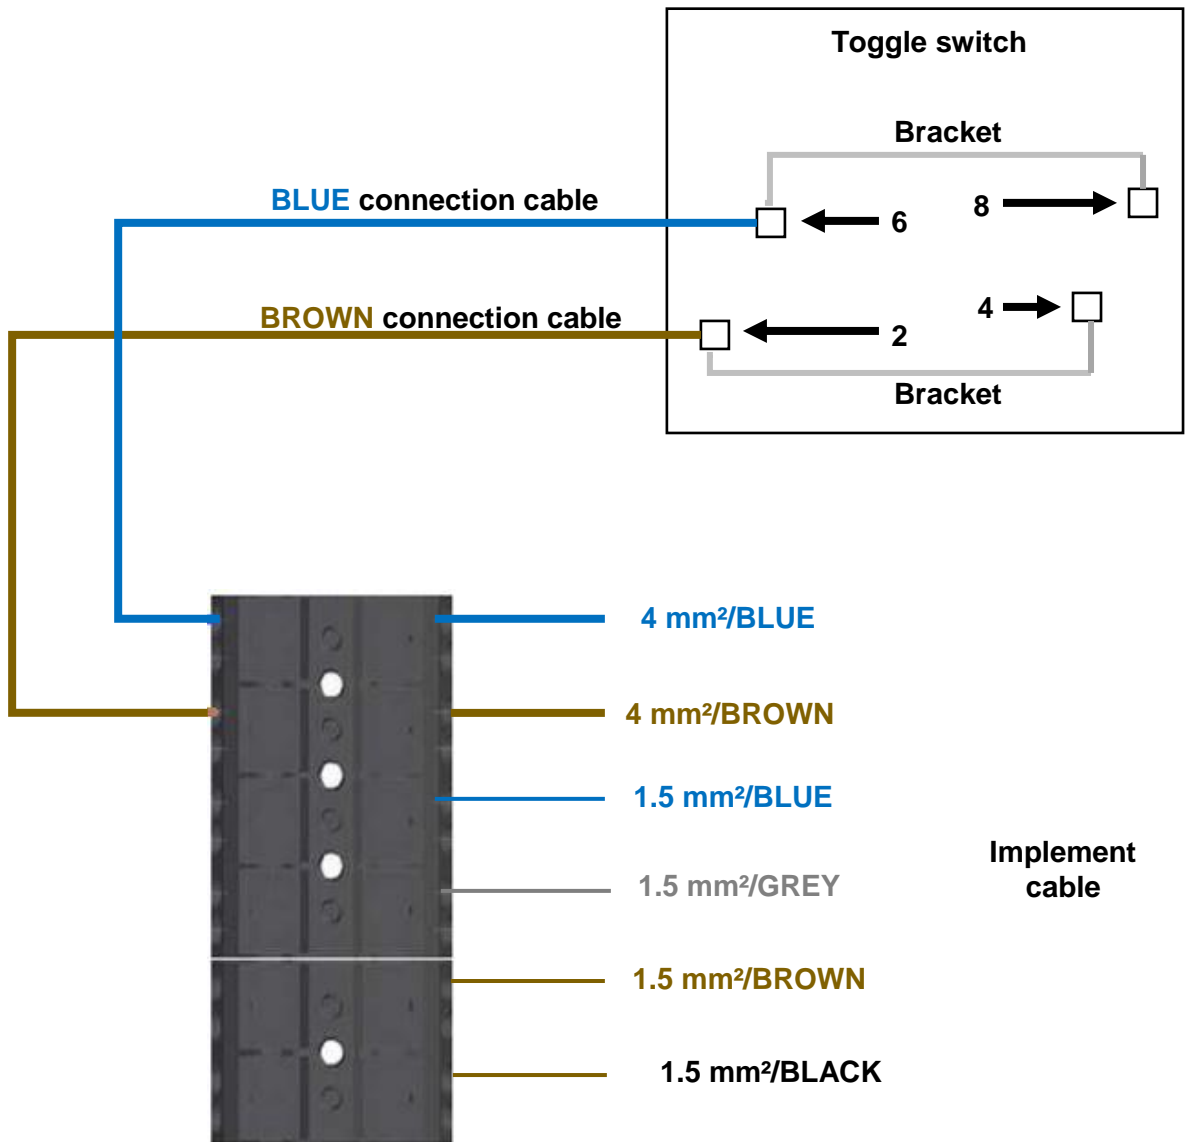 Toggle switch
Bracket
BLUE connection cable
6
8
BROWN connection cable
2
4
Bracket
4 mm²/BLUE
4 mm²/BROWN
1.5 mm²/BLUE
1.5 mm²/GREY
Implement
cable
1.5 mm²/BROWN
1.5 mm²/BLACK